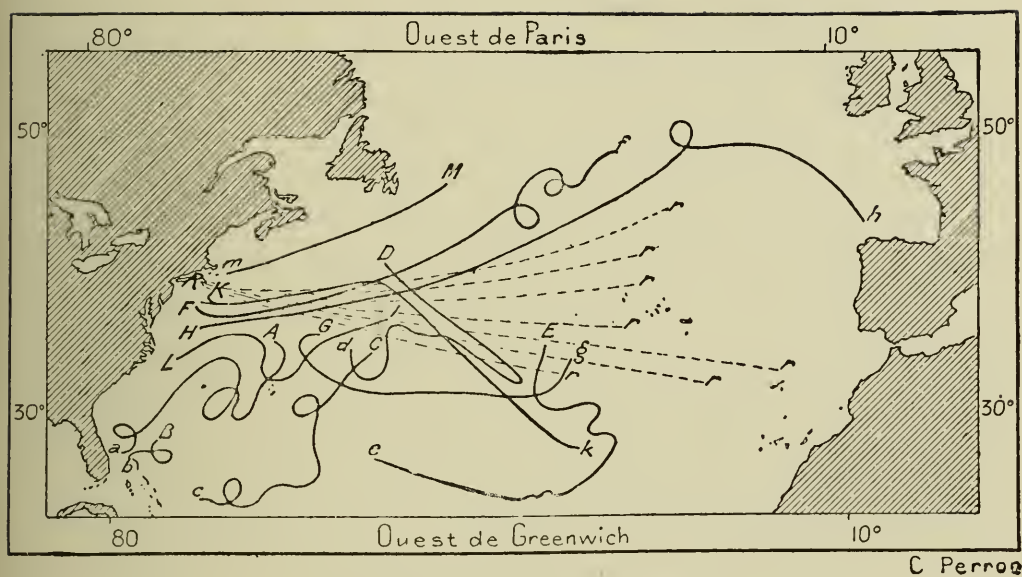 80° Ouest de Paris 10°
50° 50°
f
M
h
D
m
R K
F
H A G E
L d C g
r
30° 30°
B
a
b
k
e
c
80 Ouest de Greenwich 10°
C Perron